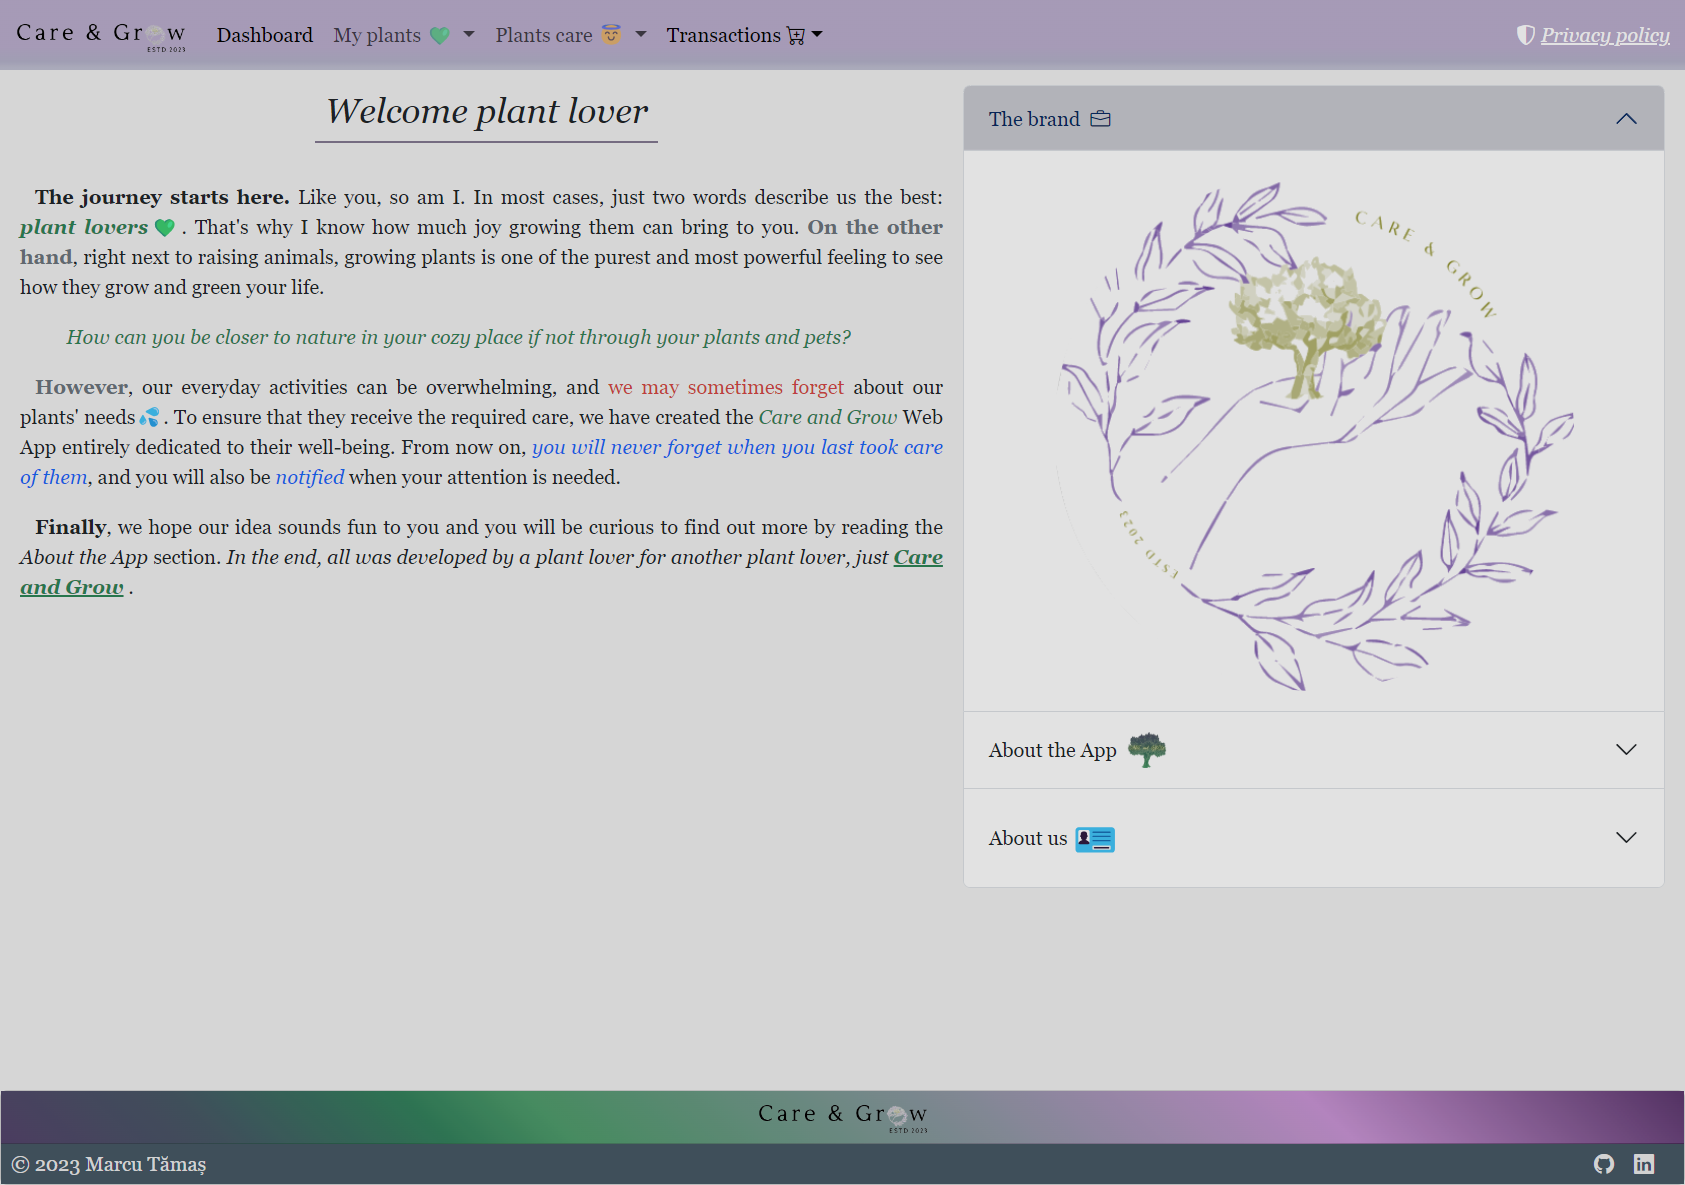 Care & Grow
ESTD 2023
Dashboard
My plants
Plants care
Transactions
Privacy policy
Welcome plant lover
The journey starts here. Like you, so am I. In most cases, just two words describe us the best:
plant lovers . That's why I know how much joy growing them can bring to you. On the other
hand, right next to raising animals, growing plants is one of the purest and most powerful feeling to see
how they grow and green your life.
How can you be closer to nature in your cozy place if not through your plants and pets?
However, our everyday activities can be overwhelming, and we may sometimes forget about our
plants' needs . To ensure that they receive the required care, we have created the Care and Grow Web
App entirely dedicated to their well-being. From now on, you will never forget when you last took care
of them, and you will also be notified when your attention is needed.
Finally, we hope our idea sounds fun to you and you will be curious to find out more by reading the
About the App section. In the end, all was developed by a plant lover for another plant lover, just Care
and Grow .
The brand
CARE & GROW
ESTD 2023
About the App
About us
Care & Grow
ESTD 2023
© 2023 Marcu Tămaș
in